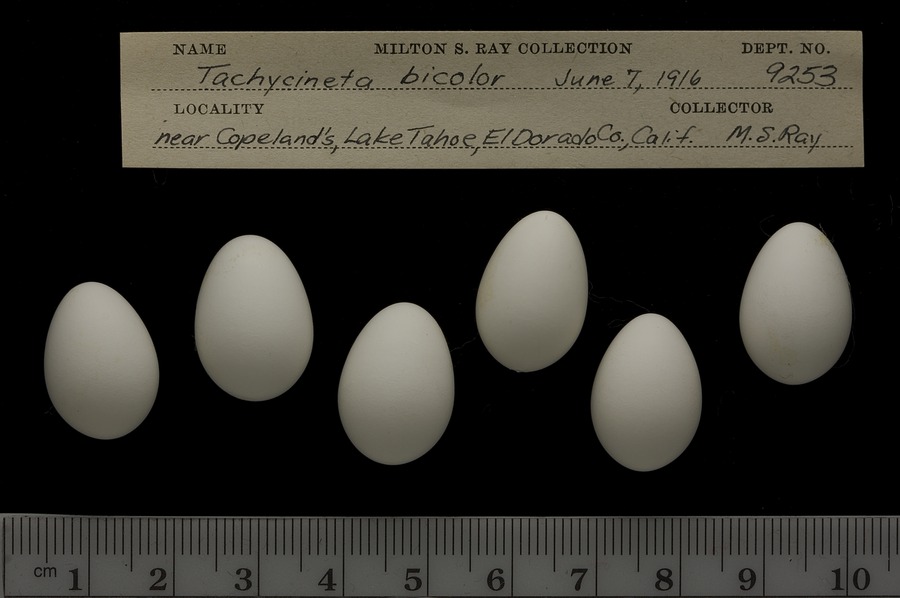 NAME MILTON S. RAY COLLECTION DEPT. NO.
Tachycineta bicolor June 7, 1916 9253
LOCALITY COLLECTOR
near Copeland's, Lake Tahoe, El Dorado Co., Calif. M.S. Ray
cm 1 2 3 4 5 6 7 8 9 10